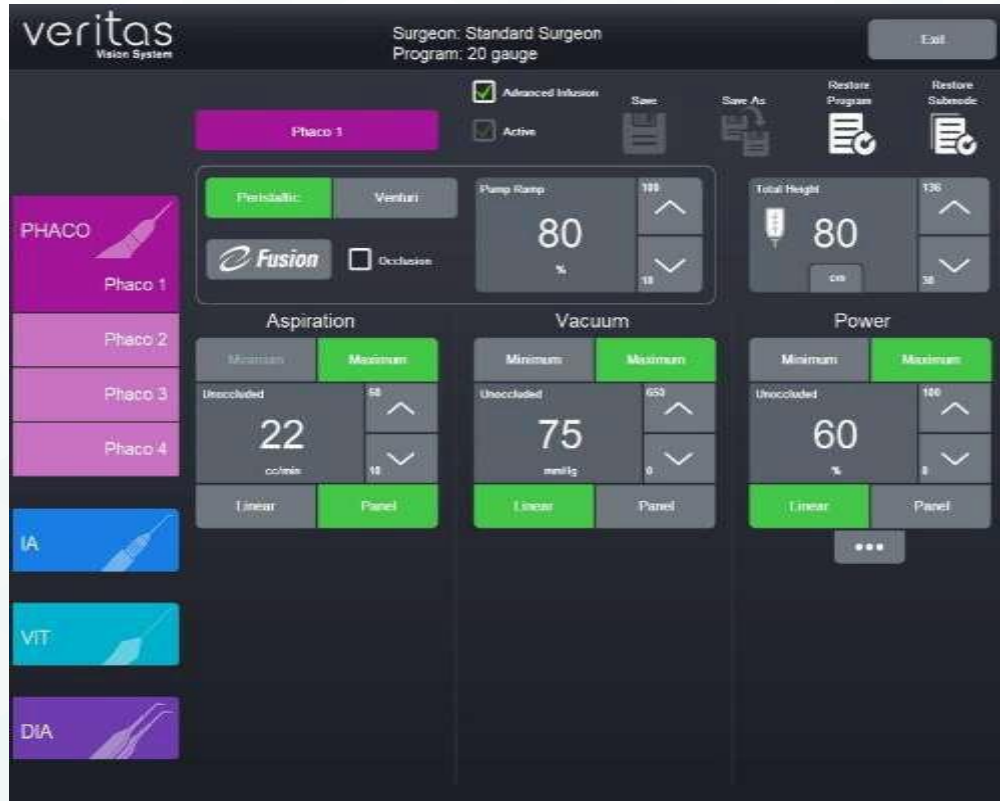 veritas
Vision System
Surgeon: Standard Surgeon
Program: 20 gauge
Exit
Phaco 1
Advanced Infusion
Active
Save
Save As
Restore
Program
Restore
Submode
Peristaltic
Venturi
Fusion
Occlusion
Pump Ramp
80
%
100
10
Total Height
80
cm
136
30
PHACO
Phaco 1
Phaco 2
Phaco 3
Phaco 4
IA
VIT
DIA
Aspiration
Minimum
Maximum
Unoccluded
22
cc/min
10
Linear
Panel
Vacuum
Minimum
Maximum
Unoccluded
75
mmHg
650
0
Linear
Panel
Power
Minimum
Maximum
Unoccluded
60
%
100
0
Linear
Panel